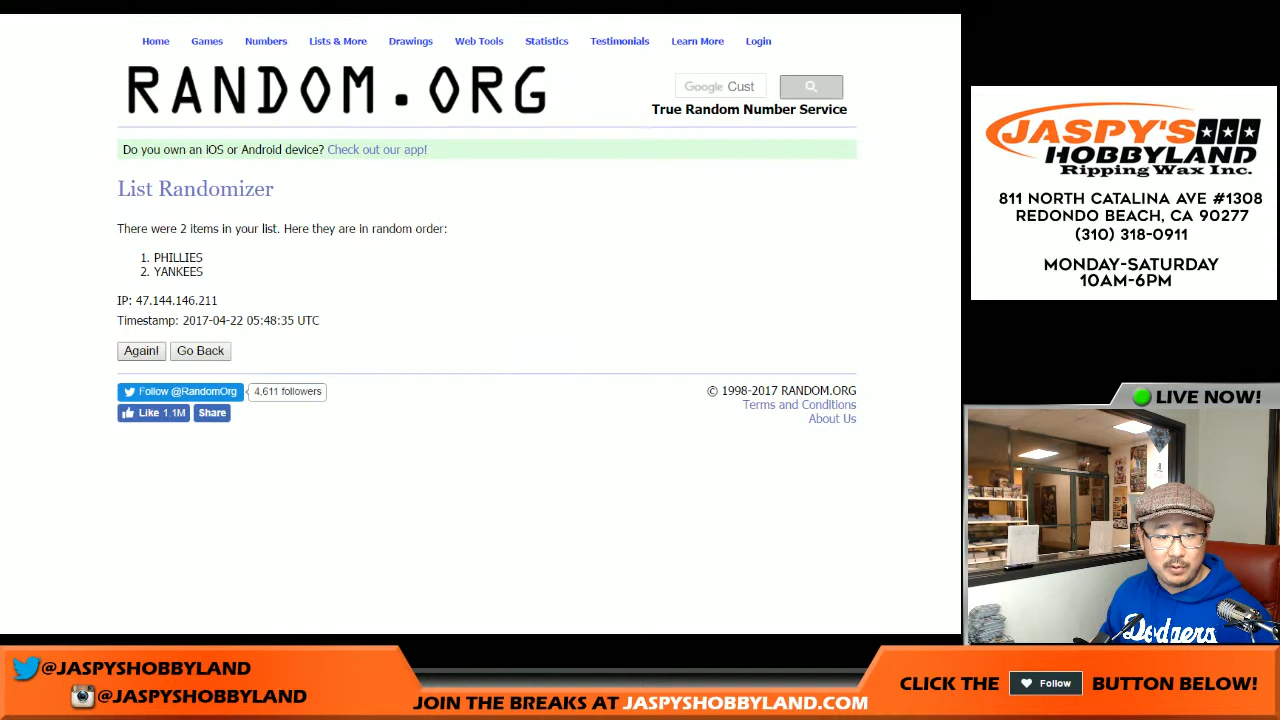 Home Games Numbers Lists & More Drawings Web Tools Statistics Testimonials Learn More Login
RANDOM.ORG
Google Cust
True Random Number Service
Do you own an iOS or Android device? Check out our app!
List Randomizer
There were 2 items in your list. Here they are in random order:
1. PHILLIES
2. YANKEES
IP: 47.144.146.211
Timestamp: 2017-04-22 05:48:35 UTC
Again! Go Back
Follow @RandomOrg 4,611 followers
Like 1.1M Share
© 1998-2017 RANDOM.ORG
Terms and Conditions
About Us
JASPY'S
HOBBYLAND
Ripping Wax Inc.
811 NORTH CATALINA AVE #1308
REDONDO BEACH, CA 90277
(310) 318-0911
MONDAY-SATURDAY
10AM-6PM
LIVE NOW!
Dodgers
@JASPYSHOBBYLAND
@JASPYSHOBBYLAND
JOIN THE BREAKS AT JASPYSHOBBYLAND.COM
CLICK THE Follow BUTTON BELOW!